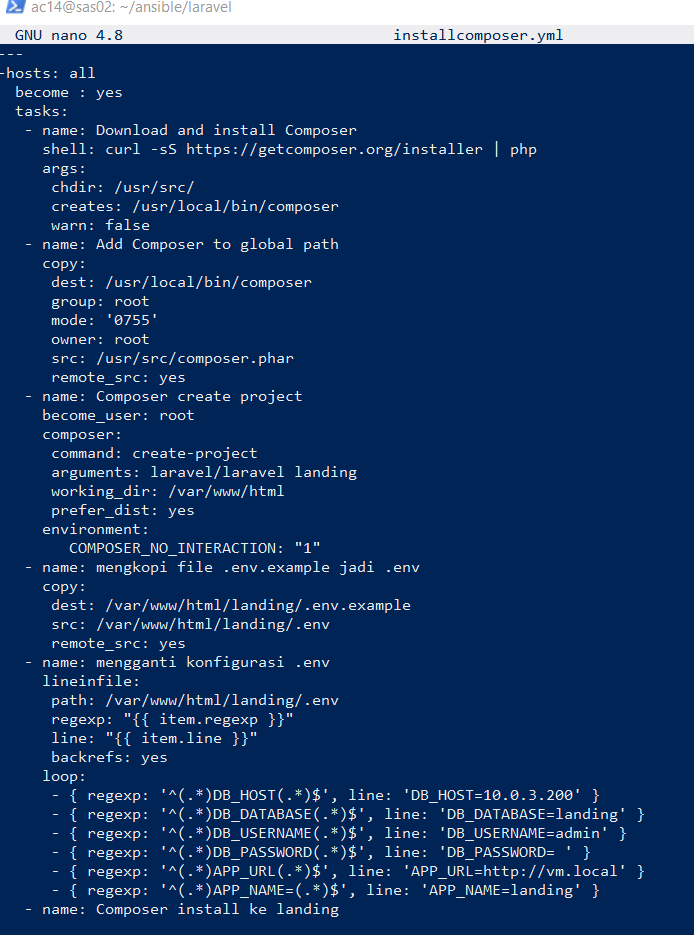 ac14@sas02: ~/ansible/laravel
GNU nano 4.8 installcomposer.yml
---
-hosts: all
  become : yes
  tasks:
   - name: Download and install Composer
     shell: curl -sS https://getcomposer.org/installer | php
     args:
      chdir: /usr/src/
      creates: /usr/local/bin/composer
      warn: false
   - name: Add Composer to global path
     copy:
      dest: /usr/local/bin/composer
      group: root
      mode: '0755'
      owner: root
      src: /usr/src/composer.phar
      remote_src: yes
   - name: Composer create project
     become_user: root
     composer:
      command: create-project
      arguments: laravel/laravel landing
      working_dir: /var/www/html
      prefer_dist: yes
     environment:
        COMPOSER_NO_INTERACTION: "1"
   - name: mengkopi file .env.example jadi .env
     copy:
      dest: /var/www/html/landing/.env.example
      src: /var/www/html/landing/.env
      remote_src: yes
   - name: mengganti konfigurasi .env
     lineinfile:
      path: /var/www/html/landing/.env
      regexp: "{{ item.regexp }}"
      line: "{{ item.line }}"
      backrefs: yes
     loop:
      - { regexp: '^(.*)DB_HOST(.*)$', line: 'DB_HOST=10.0.3.200' }
      - { regexp: '^(.*)DB_DATABASE(.*)$', line: 'DB_DATABASE=landing' }
      - { regexp: '^(.*)DB_USERNAME(.*)$', line: 'DB_USERNAME=admin' }
      - { regexp: '^(.*)DB_PASSWORD(.*)$', line: 'DB_PASSWORD= ' }
      - { regexp: '^(.*)APP_URL(.*)$', line: 'APP_URL=http://vm.local' }
      - { regexp: '^(.*)APP_NAME=(.*)$', line: 'APP_NAME=landing' }
   - name: Composer install ke landing